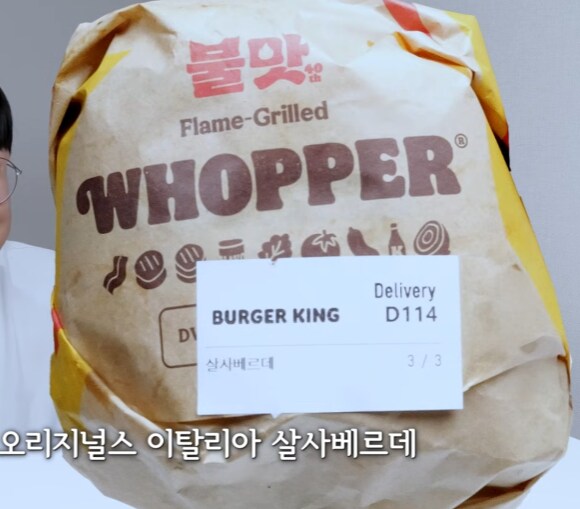 불맛 40th
Flame-Grilled
WHOPPER®
Delivery
BURGER KING D114
살사베르데 3 / 3
오리지널스 이탈리아 살사베르데